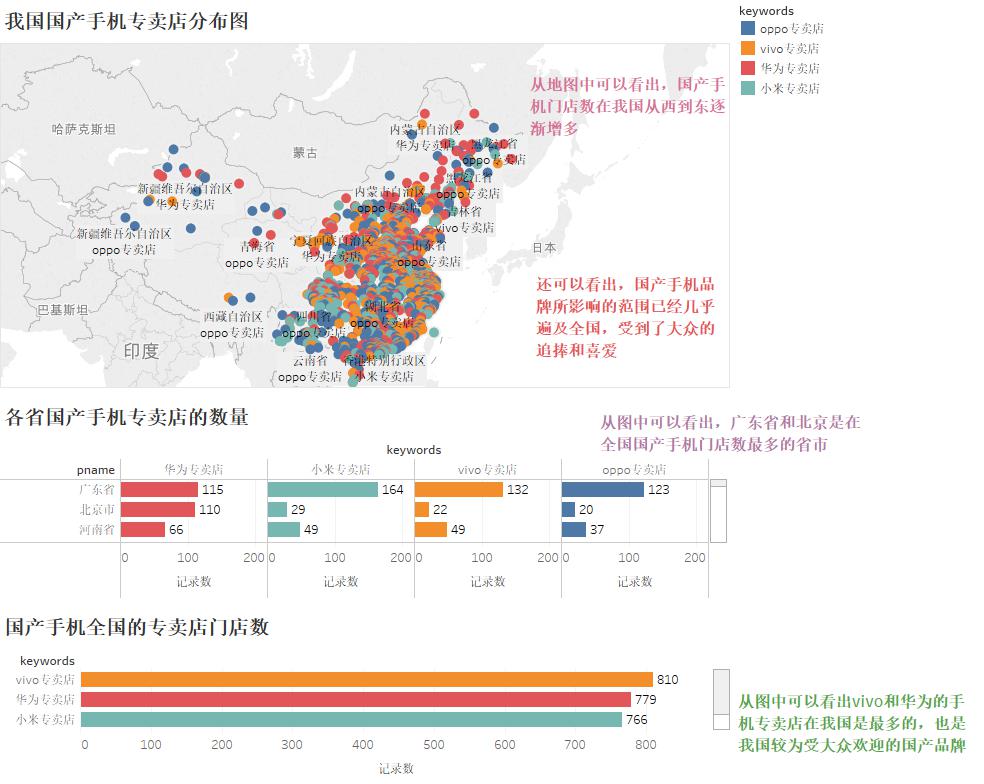 我国国产手机专卖店分布图
keywords
oppo专卖店
vivo专卖店
华为专卖店
小米专卖店
从地图中可以看出，国产手
机门店数在我国从西到东逐
渐增多
哈萨克斯坦
蒙古
内蒙古自治区
华为专卖店
oppo专卖店
黑龙江省
oppo专卖店
新疆维吾尔自治区
华为专卖店
内蒙古自治区
oppo专卖店
吉林省
vivo专卖店
新疆维吾尔自治区
oppo专卖店
青海省
oppo专卖店
宁夏回族自治区
华为专卖店
山东省
oppo专卖店
日本
还可以看出，国产手机品
牌所影响的范围已经几乎
遍及全国，受到了大众的
追捧和喜爱
巴基斯坦
印度
西藏自治区
oppo专卖店
四川省
oppo专卖店
湖北省
oppo专卖店
云南省
oppo专卖店
香港特别行政区
小米专卖店
各省国产手机专卖店的数量
从图中可以看出，广东省和北京是在
全国国产手机门店数最多的省市
keywords
pname 华为专卖店 小米专卖店 vivo专卖店 oppo专卖店
广东省 115 164 132 123
北京市 110 29 22 20
河南省 66 49 49 37
0 100 200 0 100 200 0 100 200 0 100 200
记录数 记录数 记录数 记录数
国产手机全国的专卖店门店数
keywords
vivo专卖店 810
华为专卖店 779
小米专卖店 766
0 100 200 300 400 500 600 700 800
记录数
从图中可以看出vivo和华为的手
机专卖店在我国是最多的，也是
我国较为受大众欢迎的国产品牌